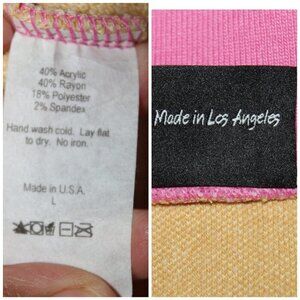 40% Acrylic
40% Rayon
18% Polyester
2% Spandex
Hand wash cold. Lay flat
to dry. No iron.
Made in U.S.A.
L
Made in Los Angeles